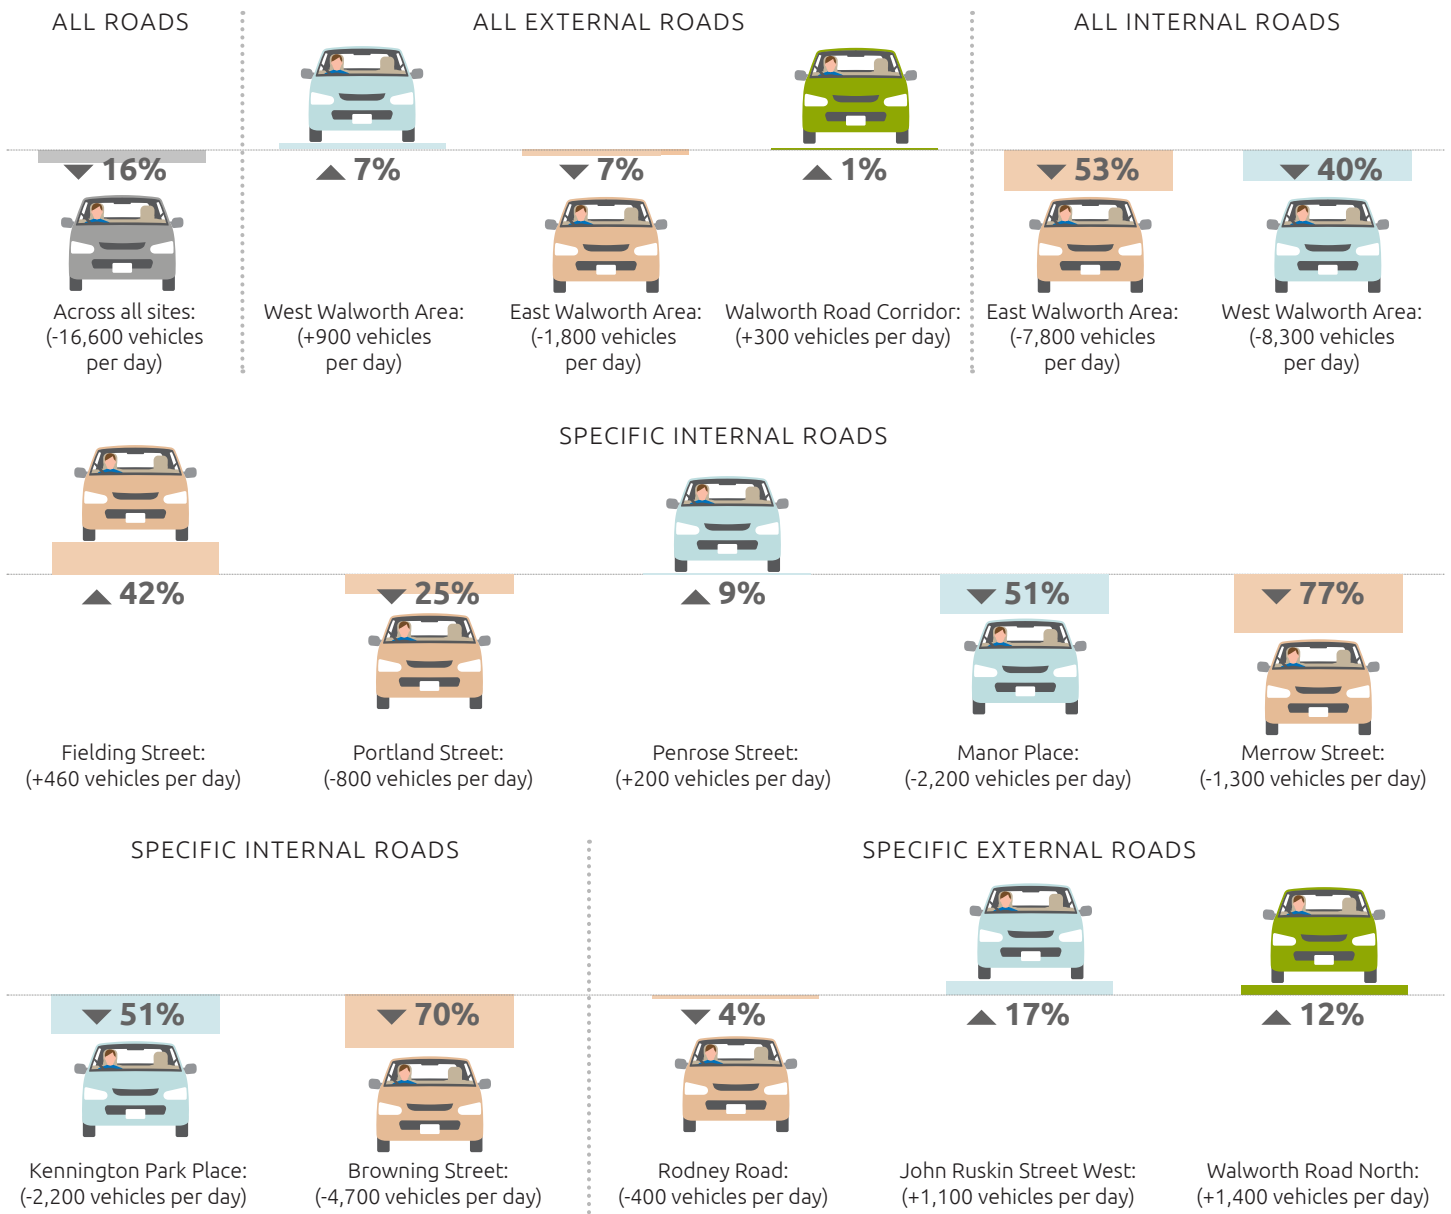 ALL ROADS
ALL EXTERNAL ROADS
ALL INTERNAL ROADS
▼ 16%
▲ 7%
▼ 7%
▲ 1%
▼ 53%
▼ 40%
Across all sites:
(-16,600 vehicles
per day)
West Walworth Area:
(+900 vehicles
per day)
East Walworth Area:
(-1,800 vehicles
per day)
Walworth Road Corridor:
(+300 vehicles per day)
East Walworth Area:
(-7,800 vehicles
per day)
West Walworth Area:
(-8,300 vehicles
per day)
SPECIFIC INTERNAL ROADS
▲ 42%
▼ 25%
▲ 9%
▼ 51%
▼ 77%
Fielding Street:
(+460 vehicles per day)
Portland Street:
(-800 vehicles per day)
Penrose Street:
(+200 vehicles per day)
Manor Place:
(-2,200 vehicles per day)
Merrow Street:
(-1,300 vehicles per day)
SPECIFIC INTERNAL ROADS
SPECIFIC EXTERNAL ROADS
▼ 51%
▼ 70%
▼ 4%
▲ 17%
▲ 12%
Kennington Park Place:
(-2,200 vehicles per day)
Browning Street:
(-4,700 vehicles per day)
Rodney Road:
(-400 vehicles per day)
John Ruskin Street West:
(+1,100 vehicles per day)
Walworth Road North:
(+1,400 vehicles per day)